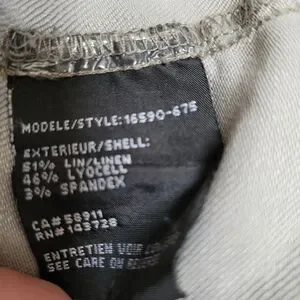 MODELE/STYLE: 16590-675
EXTERIEUR/SHELL:
51% LIN/LINEN
46% LYOCELL
3% SPANDEX
CA# 58911
RN# 143728
ENTRETIEN VOIR
SEE CARE ON REVERSE